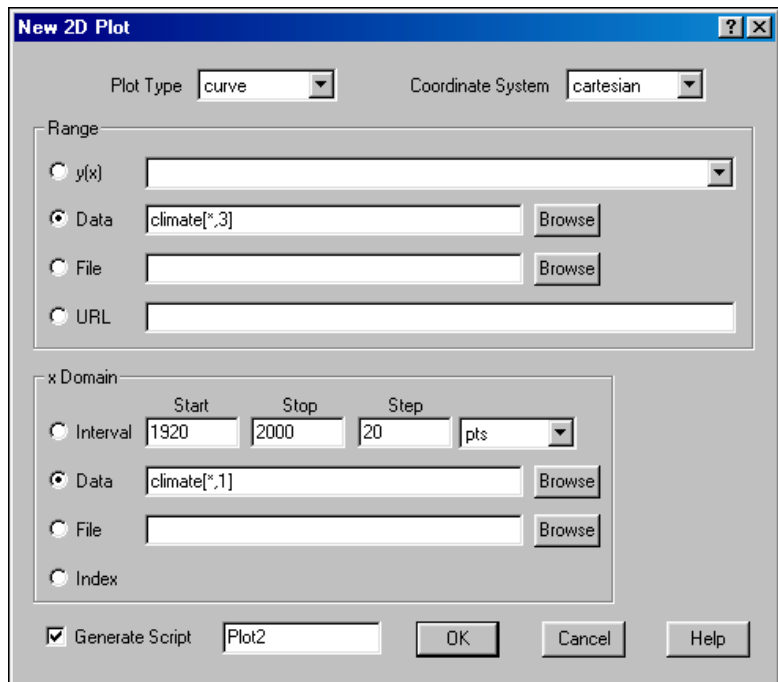 New 2D Plot
Plot Type curve Coordinate System cartesian
Range
y(x)
Data climate[*,3] Browse
File Browse
URL
x Domain
Start Stop Step
Interval 1920 2000 20 pts
Data climate[*,1] Browse
File Browse
Index
Generate Script Plot2 OK Cancel Help